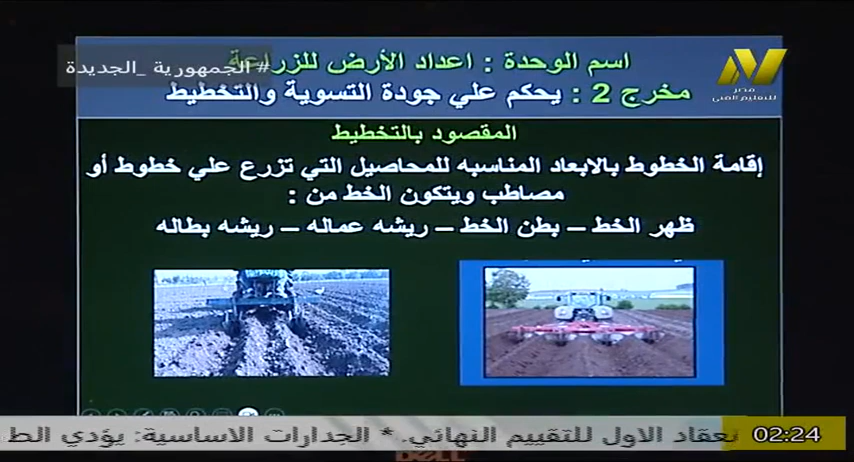 اسم الوحدة : اعداد الأرض للزراعة
#الجمهورية_الجديدة
مصر
للتعليم الفنى
مخرج 2 : يحكم علي جودة التسوية والتخطيط
المقصود بالتخطيط
إقامة الخطوط بالابعاد المناسبه للمحاصيل التي تزرع علي خطوط أو
مصاطب ويتكون الخط من :
ظهر الخط – بطن الخط – ريشه عماله – ريشه بطاله
نعقاد الاول للتقييم النهائي. * الجدارات الاساسية: يؤدي الط
02:24
DELL